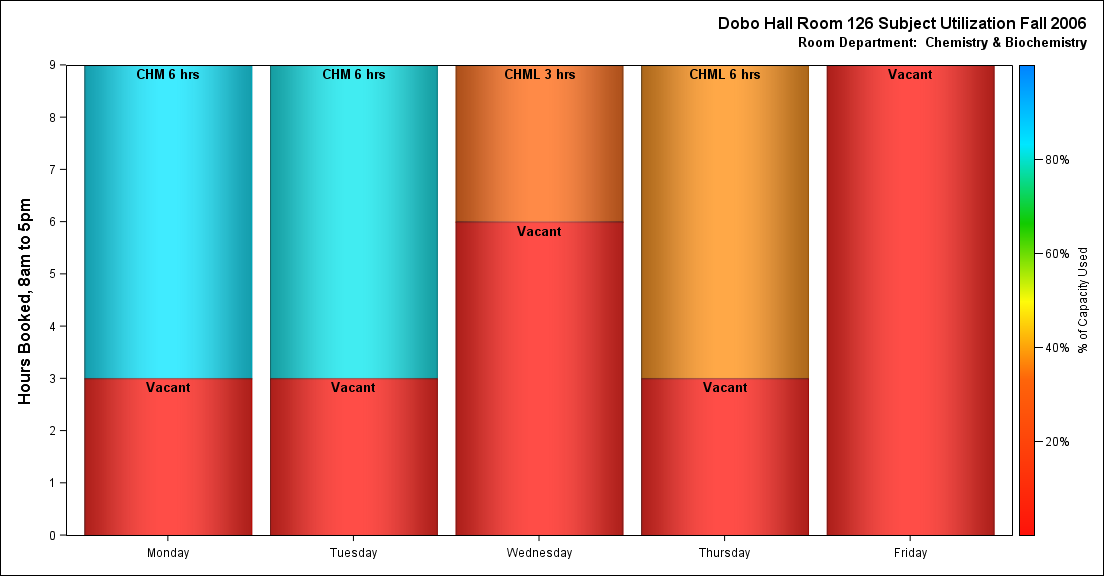 Dobo Hall Room 126 Subject Utilization Fall 2006
Room Department:  Chemistry & Biochemistry
Hours Booked, 8am to 5pm
9
8
7
6
5
4
3
2
1
0
CHM 6 hrs
Vacant
CHM 6 hrs
Vacant
CHML 3 hrs
Vacant
CHML 6 hrs
Vacant
Vacant
Monday
Tuesday
Wednesday
Thursday
Friday
80%
60%
40%
20%
% of Capacity Used